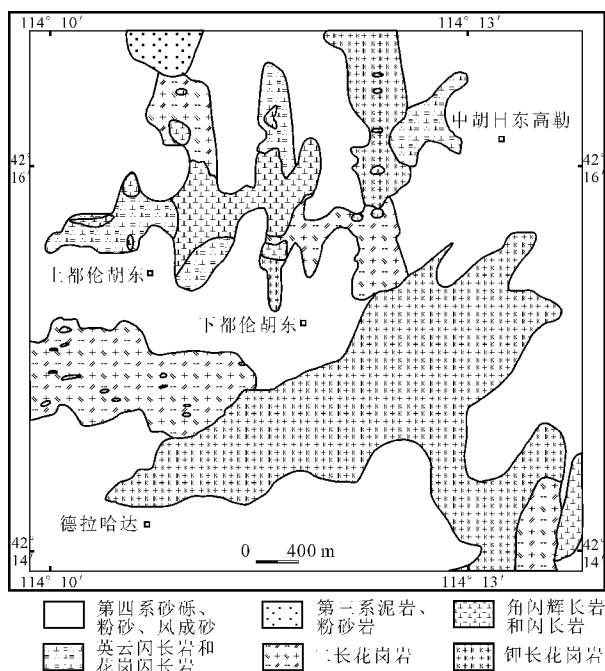 114° 10′
114° 13′
中胡日东高勒
42°
16′
42°
16′
上都伦胡东
下都伦胡东
德拉哈达
0 400 m
42°
14′
42°
14′
114° 10′
114° 13′
第四系砂砾、
粉砂、风成砂
第三系泥岩、
粉砂岩
角闪辉长岩
和闪长岩
英云闪长岩和
花岗闪长岩
二长花岗岩
钾长花岗岩